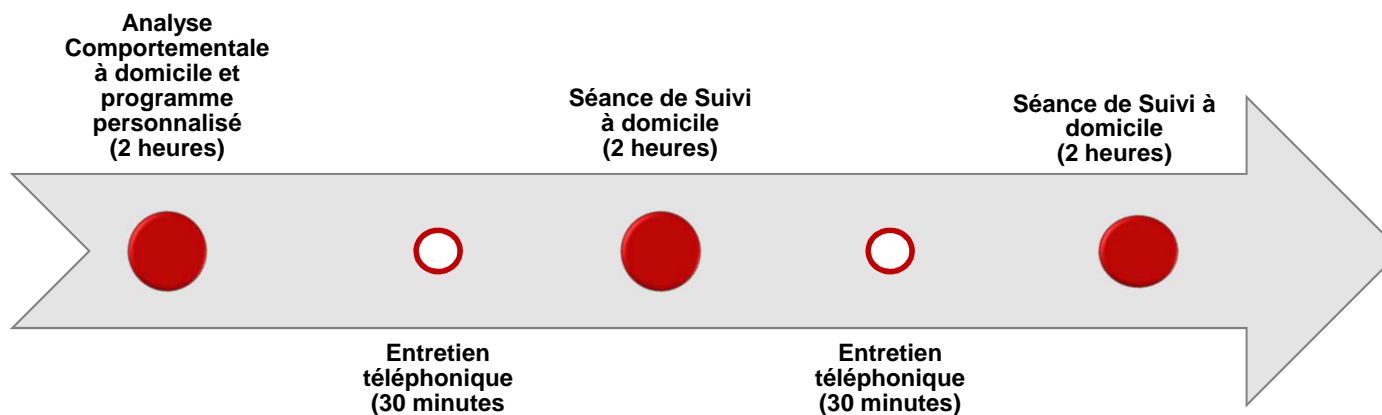 Analyse
Comportementale
à domicile et
programme
personnalisé
(2 heures)
Entretien
téléphonique
(30 minutes
Séance de Suivi
à domicile
(2 heures)
Entretien
téléphonique
(30 minutes)
Séance de Suivi à
domicile
(2 heures)